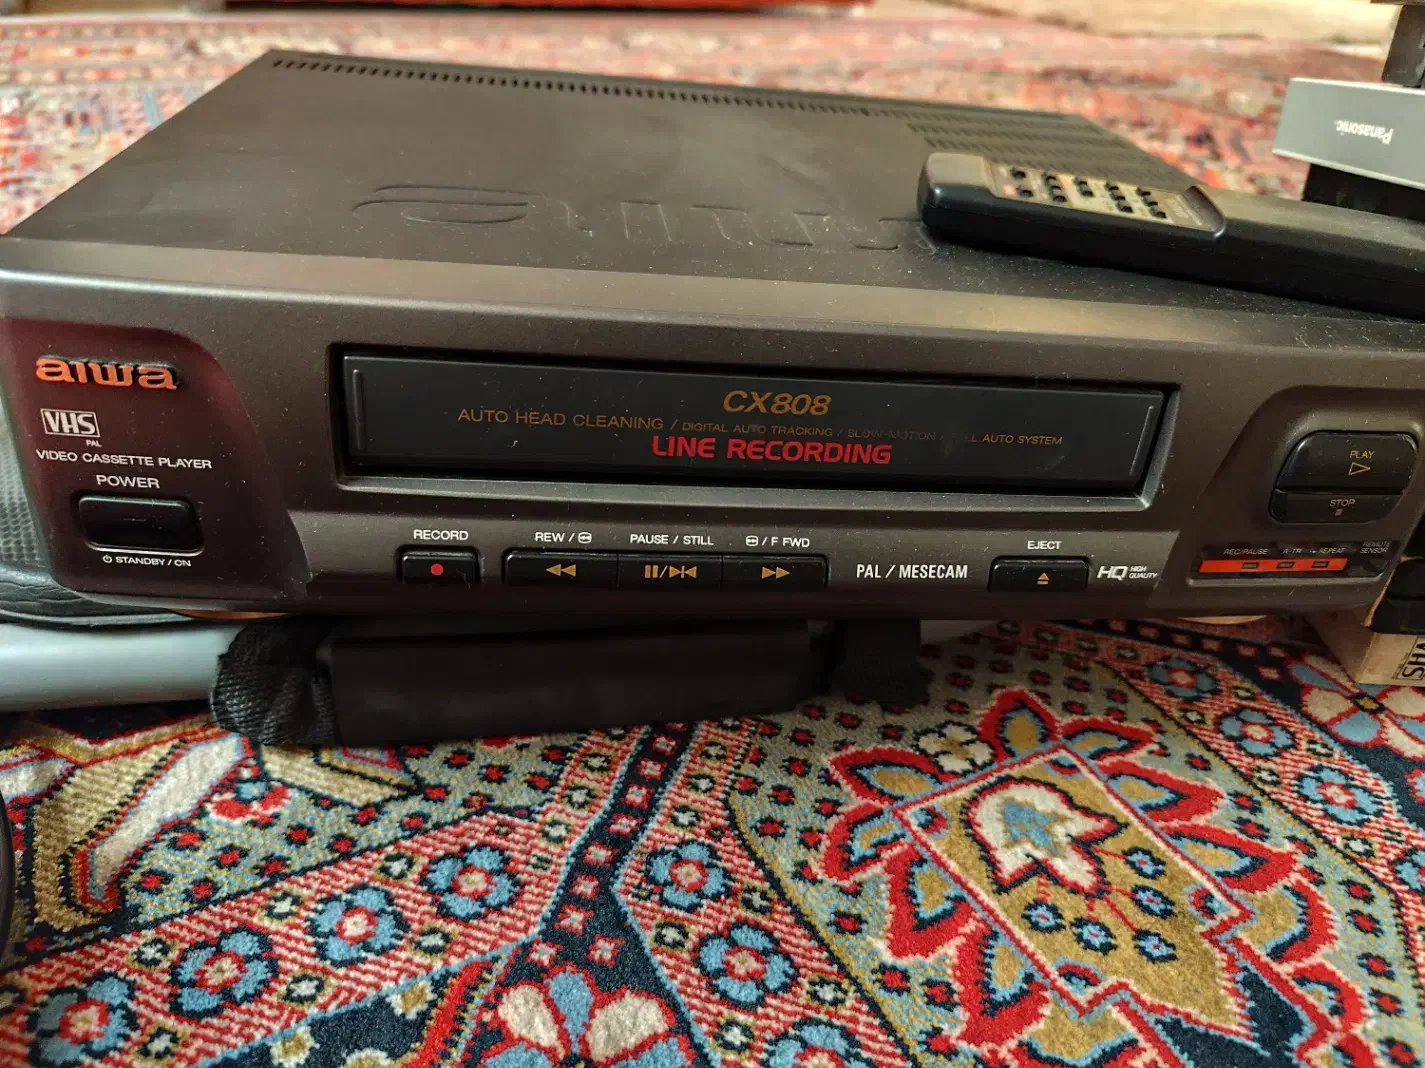 Panasonic
aiwa
aiwa
VHS
PAL
VIDEO CASSETTE PLAYER
POWER
STANDBY / ON
CX808
AUTO HEAD CLEANING / DIGITAL AUTO TRACKING / SLOW-MOTION / AUTO SYSTEM
LINE RECORDING
RECORD
REW /
PAUSE / STILL
/ F FWD
PAL / MESECAM
EJECT
HQ HIGH QUALITY
PLAY
STOP
REC/PAUSE REPEAT
REMOTE SENSOR